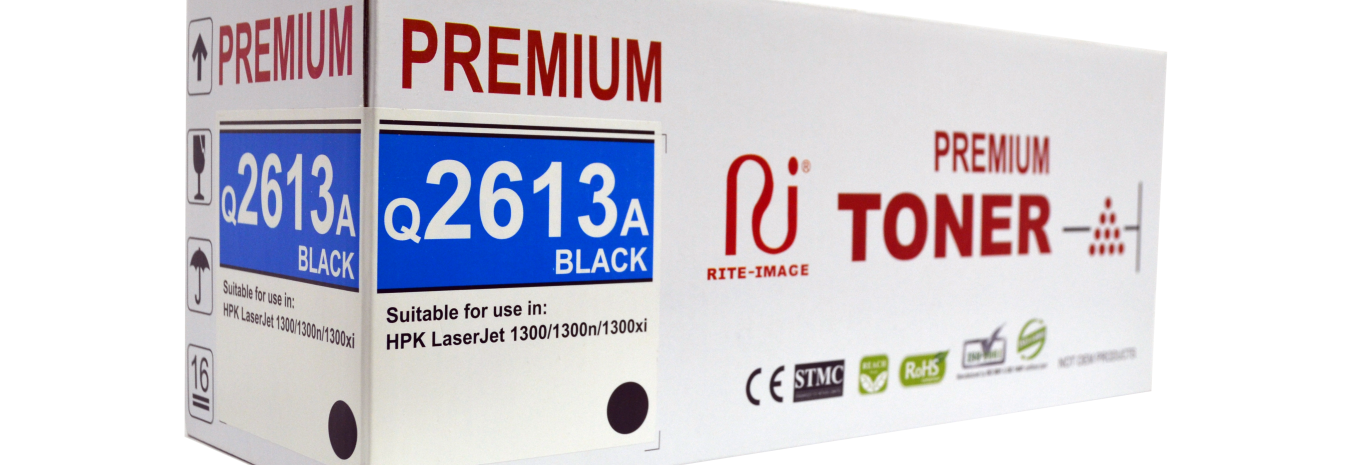 PREMIUM
Q2613A
BLACK
Suitable for use in:
HPK LaserJet 1300/1300n/1300xi
16
PREMIUM
Q2613A
BLACK
Suitable for use in:
HPK LaserJet 1300/1300n/1300xi
Ri®
RITE-IMAGE
PREMIUM
TONER
CE STMC REACH RoHS
NOT OEM PRODUCTS